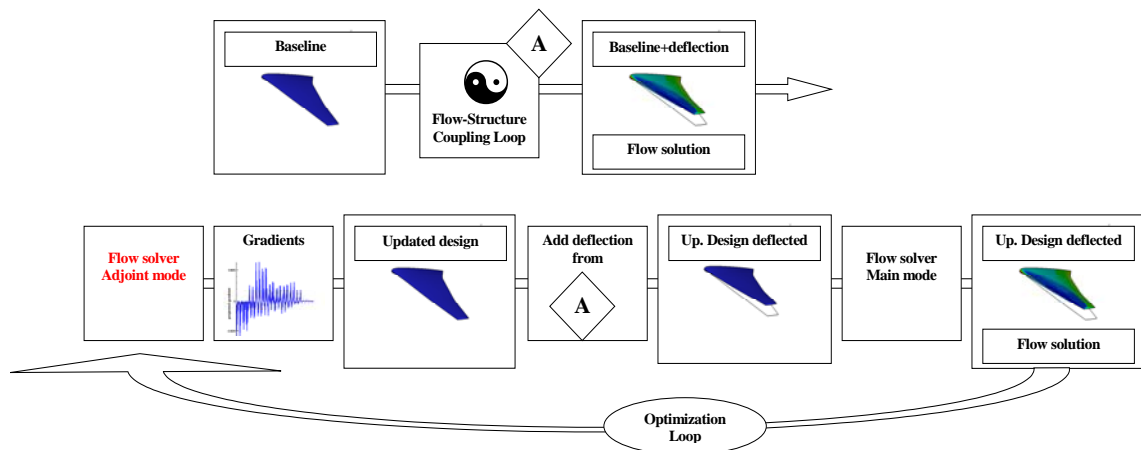 Baseline
A
Flow-Structure
Coupling Loop
Baseline+deflection
Flow solution
Flow solver
Adjoint mode
Gradients
Updated design
Add deflection
from
A
Up. Design deflected
Flow solver
Main mode
Up. Design deflected
Flow solution
Optimization
Loop